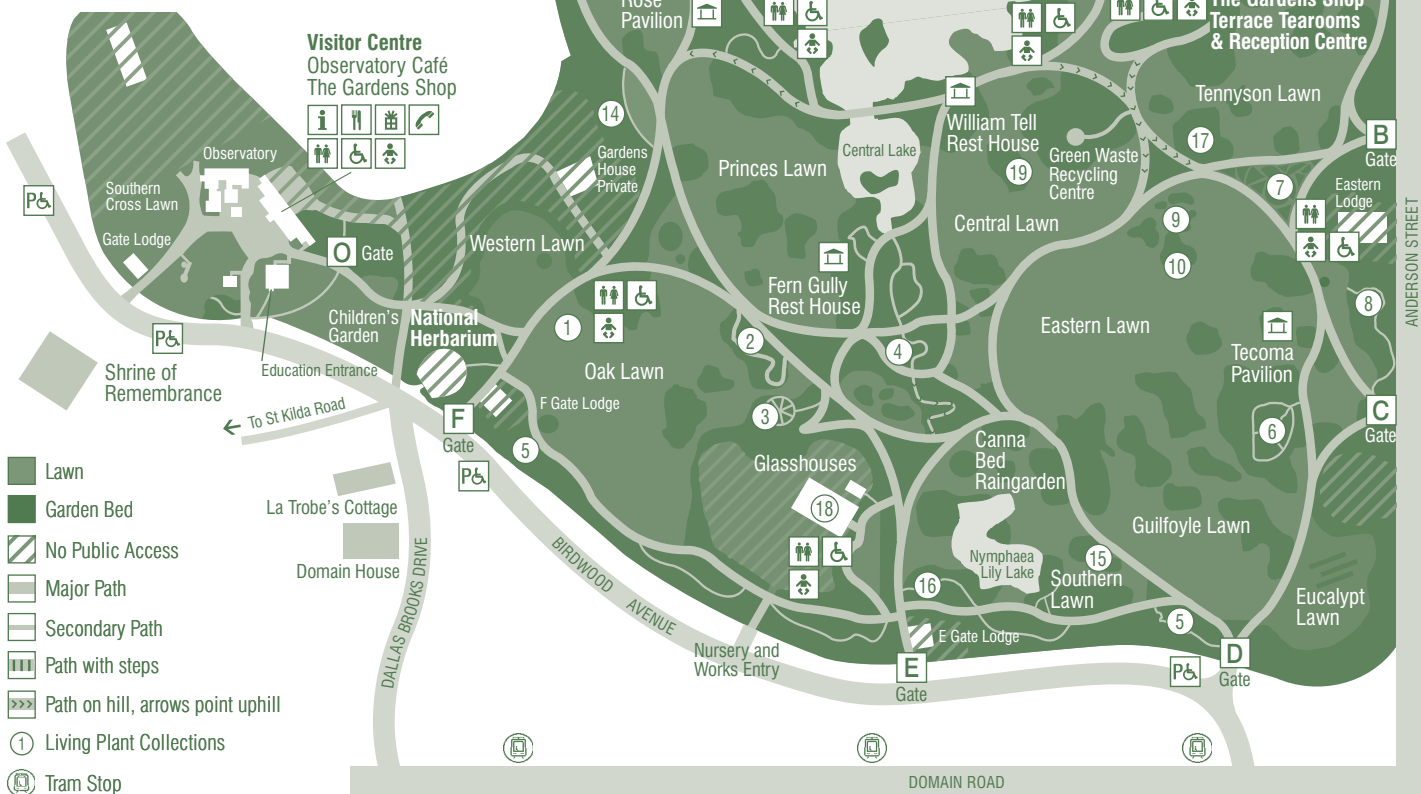 Rose
Pavilion
The Gardens Shop
Terrace Tearooms
& Reception Centre
Visitor Centre
Observatory Café
The Gardens Shop
i
Tennyson Lawn
14
17
B
Gate
William Tell
Rest House
Central Lake
Green Waste
Recycling
Centre
19
Princes Lawn
Gardens
House
Private
Observatory
Southern
Cross Lawn
P
7
Eastern
Lodge
9
Central Lawn
Gate Lodge
O
Gate
Western Lawn
10
Fern Gully
Rest House
8
ANDERSON STREET
Children's
Garden
National
Herbarium
1
2
4
Eastern Lawn
P
Tecoma
Pavilion
Shrine of
Remembrance
Education Entrance
Oak Lawn
To St Kilda Road
F Gate Lodge
F
Gate
3
C
Gate
6
5
Canna
Bed
Raingarden
Glasshouses
18
P
Lawn
Garden Bed
No Public Access
Major Path
Secondary Path
Path with steps
Path on hill, arrows point uphill
1
Living Plant Collections
Tram Stop
La Trobe's Cottage
Domain House
DALLAS BROOKS DRIVE
BIRDWOOD AVENUE
Guilfoyle Lawn
Nymphaea
Lily Lake
15
Southern
Lawn
16
Eucalypt
Lawn
5
E Gate Lodge
Nursery and
Works Entry
E
Gate
P
D
Gate
DOMAIN ROAD